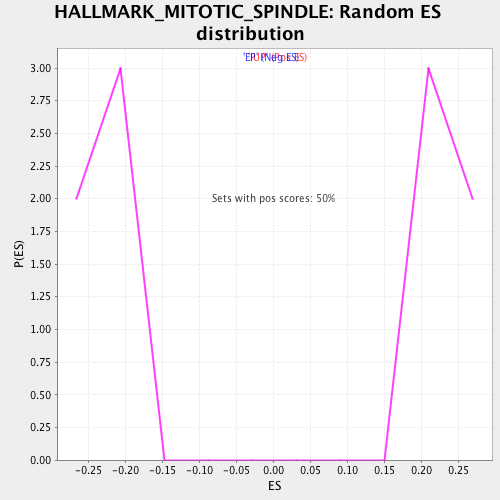 HALLMARK_MITOTIC_SPINDLE: Random ES
distribution
Sets with pos scores: 50%
P(ES)
3.00
2.75
2.50
2.25
2.00
1.75
1.50
1.25
1.00
0.75
0.50
0.25
0.00
-0.25 -0.20 -0.15 -0.10 -0.05 0.00 0.05 0.10 0.15 0.20 0.25
ES